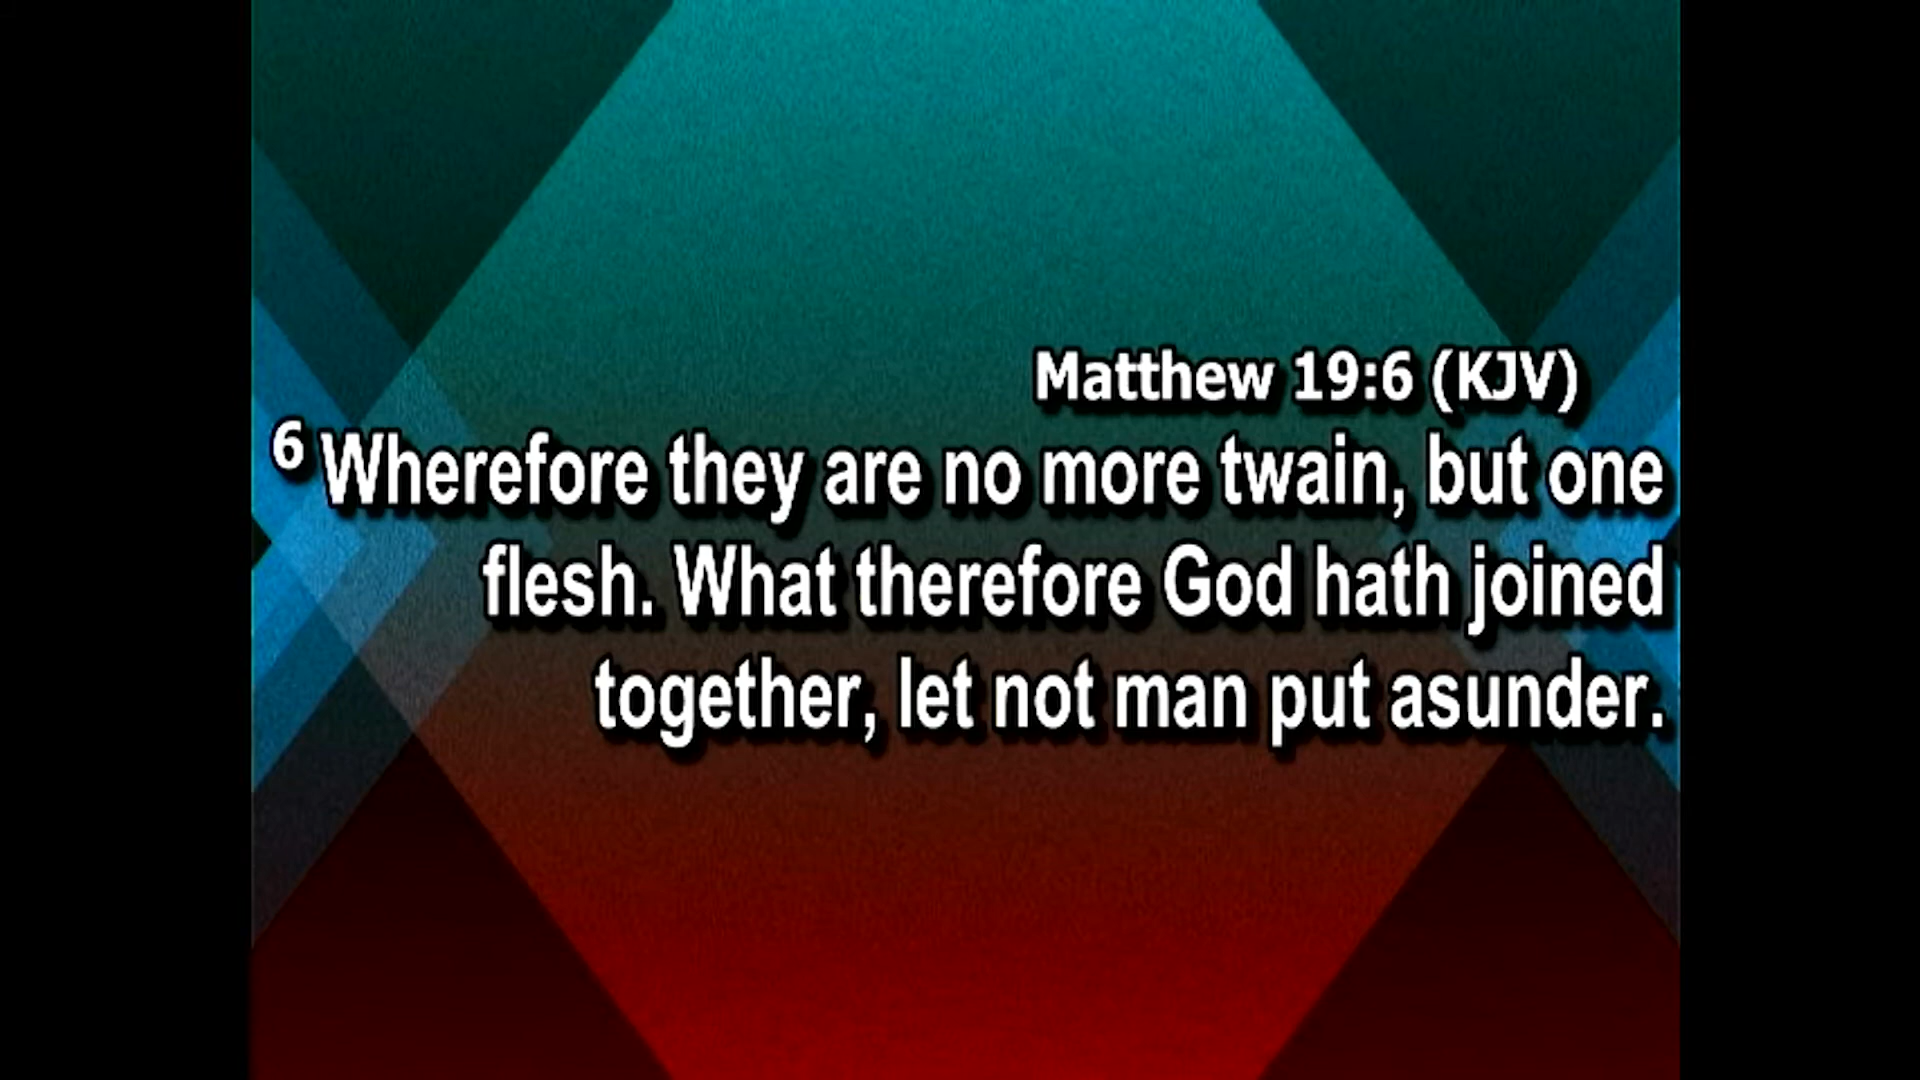 Matthew 19:6 (KJV)
6 Wherefore they are no more twain, but one
flesh. What therefore God hath joined
together, let not man put asunder.